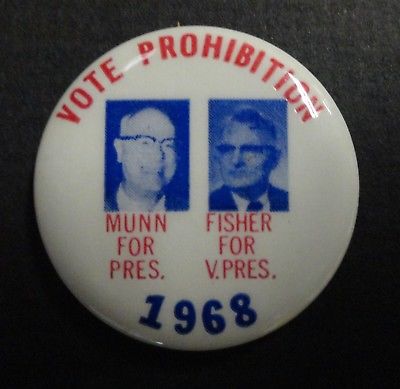 VOTE PROHIBITION
MUNN
FOR
PRES.
FISHER
FOR
V.PRES.
1968